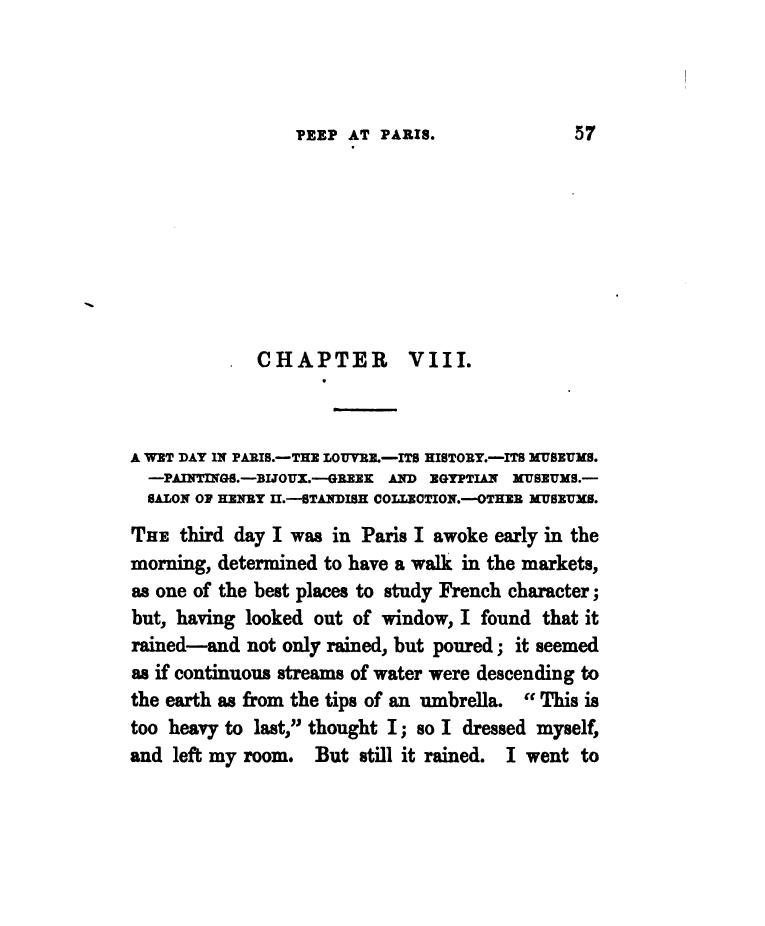 PEEP AT PARIS. 57
CHAPTER VIII.
A WET DAY IN PARIS.—THE LOUVRE.—ITS HISTORY.—ITS MUSEUMS.
—PAINTINGS.—BIJOUX.—GREEK AND EGYPTIAN MUSEUMS.—
SALON OF HENRY II.—STANDISH COLLECTION.—OTHER MUSEUMS.
THE third day I was in Paris I awoke early in the
morning, determined to have a walk in the markets,
as one of the best places to study French character;
but, having looked out of window, I found that it
rained—and not only rained, but poured; it seemed
as if continuous streams of water were descending to
the earth as from the tips of an umbrella. “This is
too heavy to last,” thought I; so I dressed myself,
and left my room. But still it rained. I went to